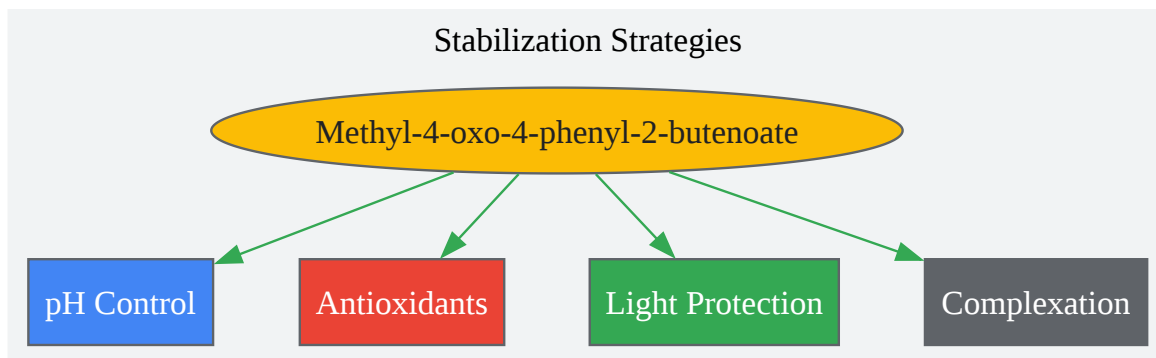 Stabilization Strategies
Methyl-4-oxo-4-phenyl-2-butenoate
pH Control
Antioxidants
Light Protection
Complexation